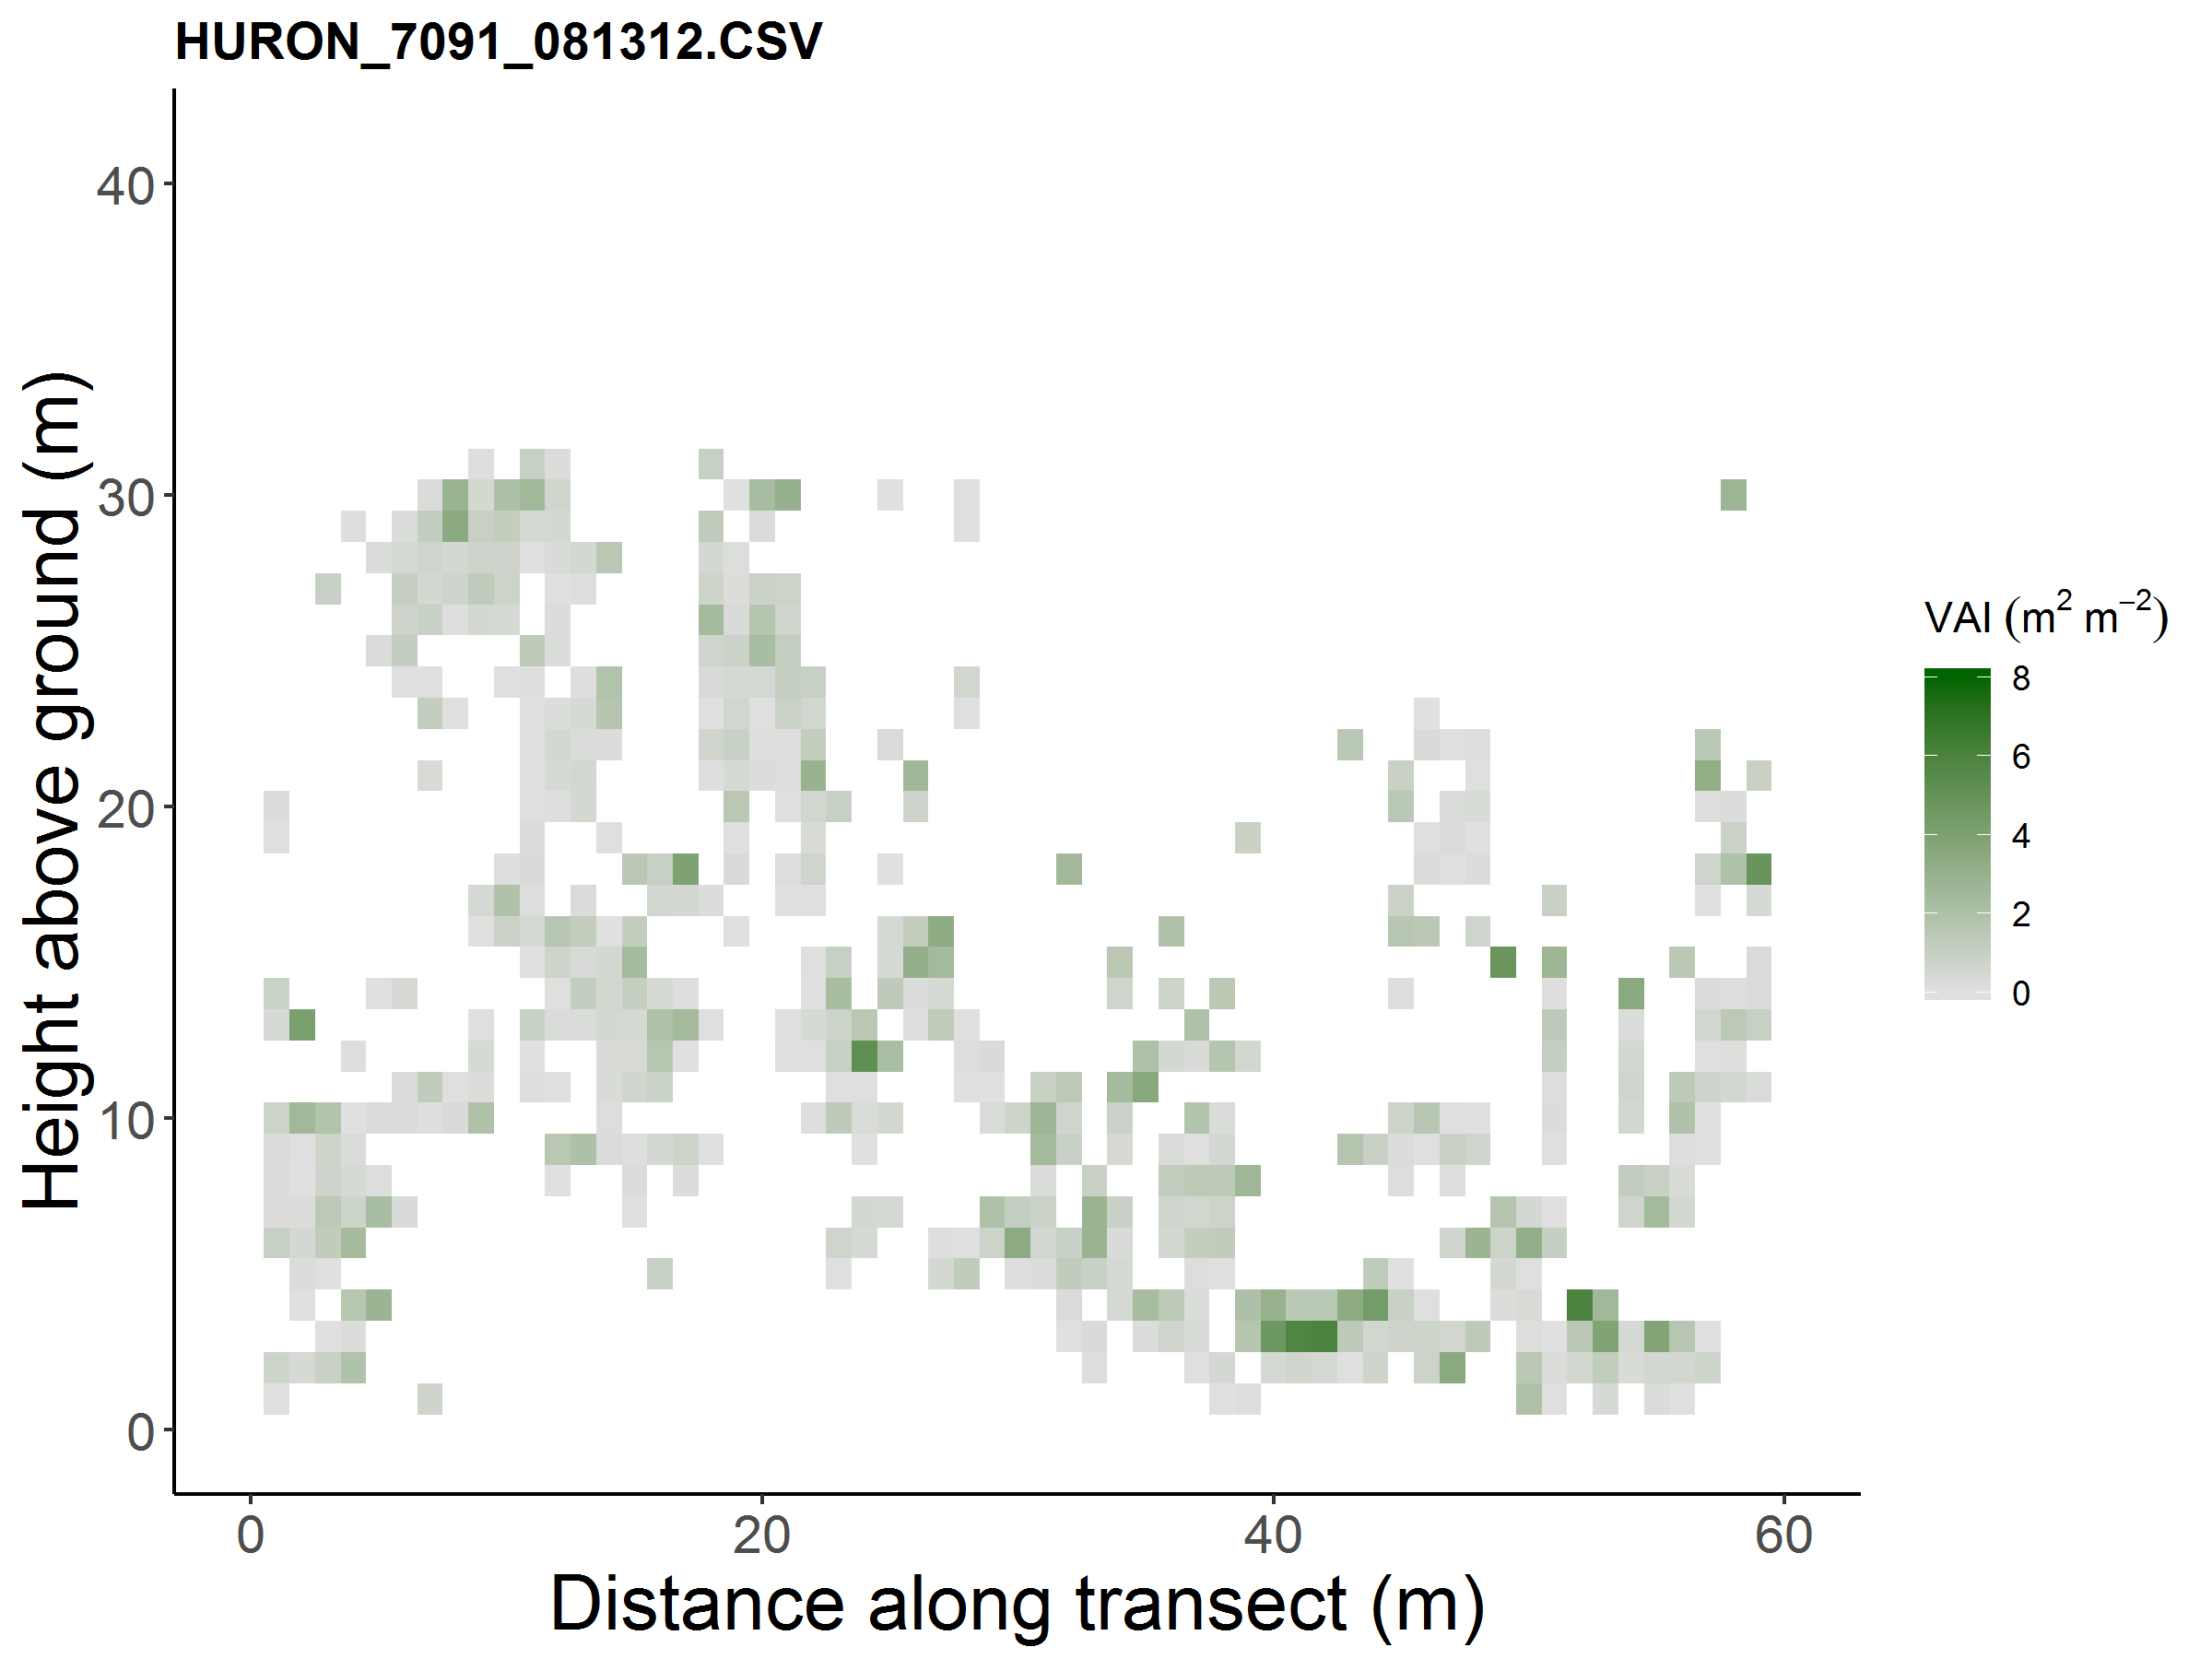 HURON_7091_081312.CSV
Height above ground (m)
40
30
20
10
0
0 20 40 60
Distance along transect (m)
VAI (m² m⁻²)
8
6
4
2
0